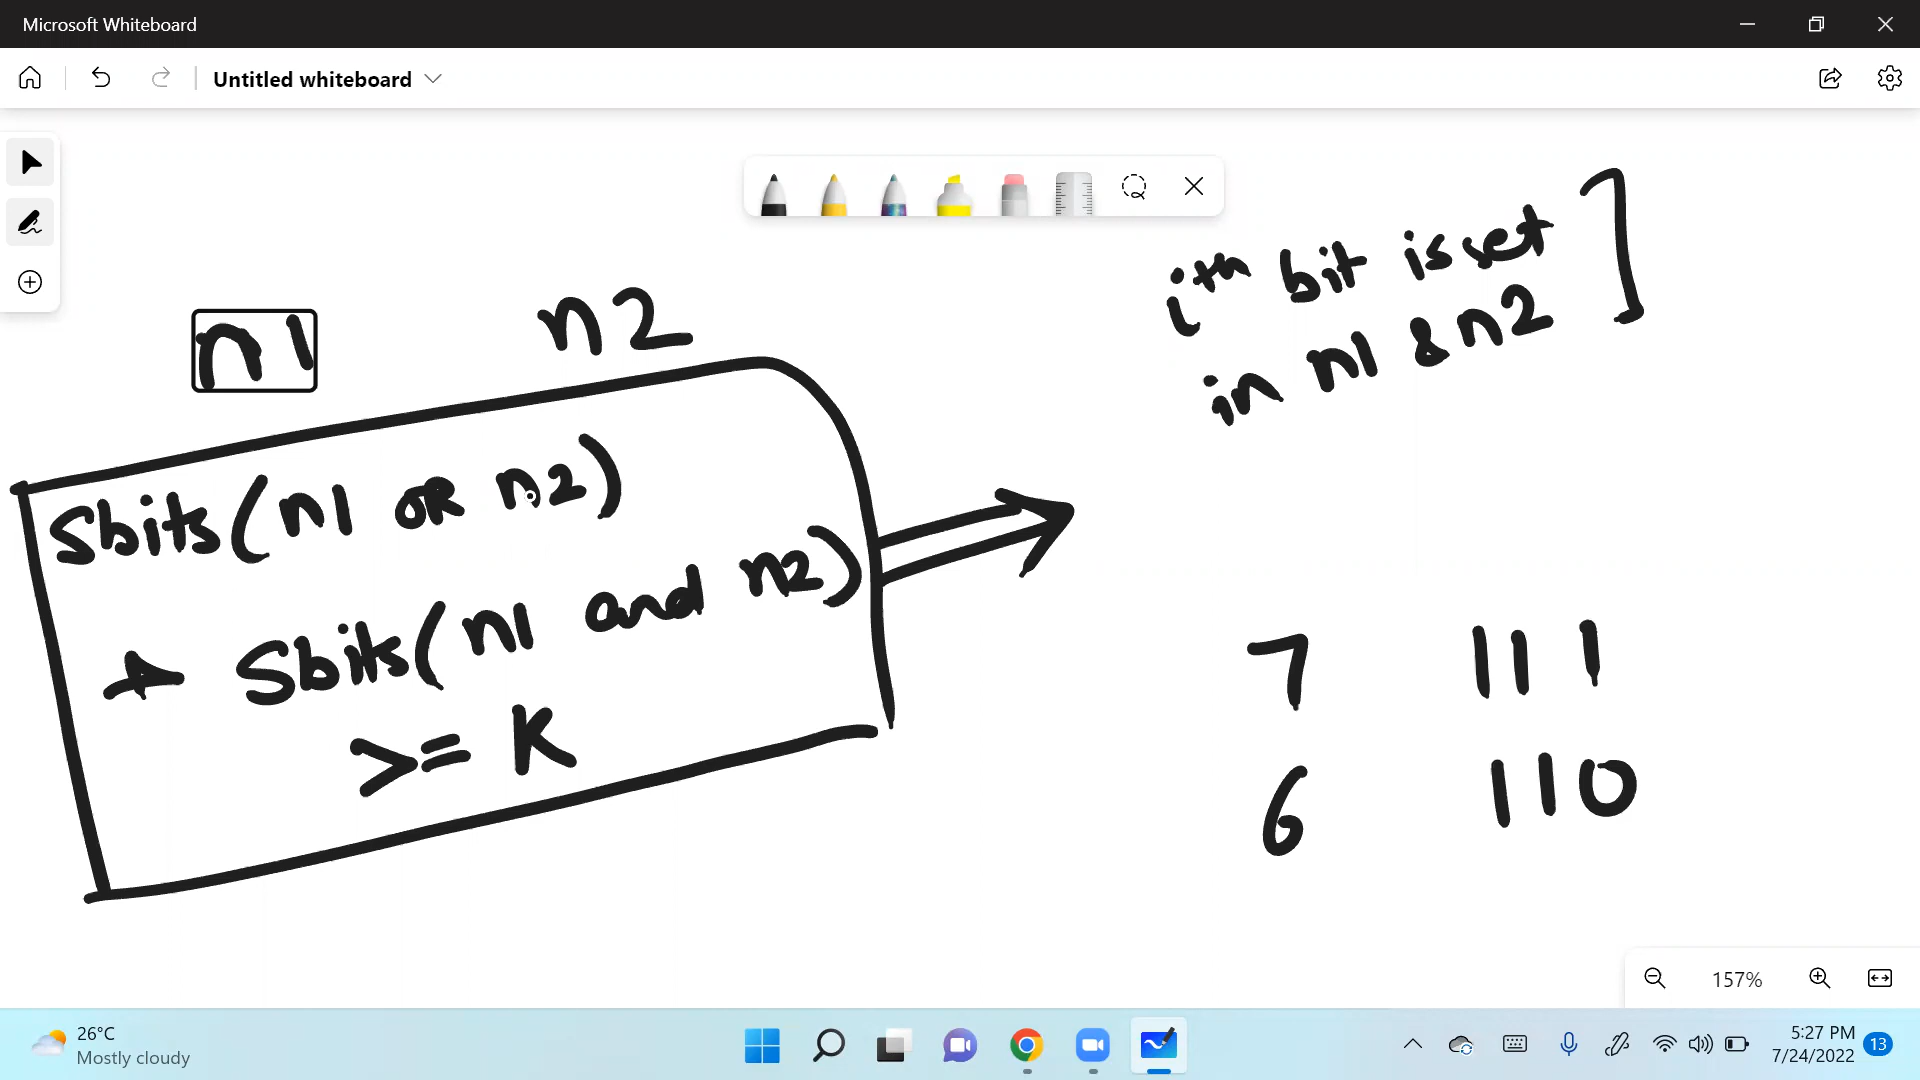 Microsoft Whiteboard
Untitled whiteboard
n1 n2
ith bit is set
in n1 & n2
Sbits(n1 OR n2)
+ Sbits(n1 and n2)
>= K
7 111
6 110
157%
26°C
Mostly cloudy
5:27 PM
7/24/2022
13